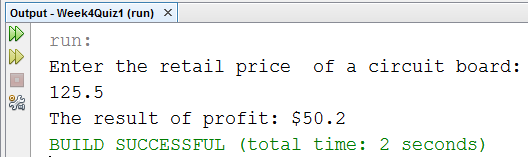 Output - Week4Quiz1 (run) ×
run:
Enter the retail price  of a circuit board:
125.5
The result of profit: $50.2
BUILD SUCCESSFUL (total time: 2 seconds)